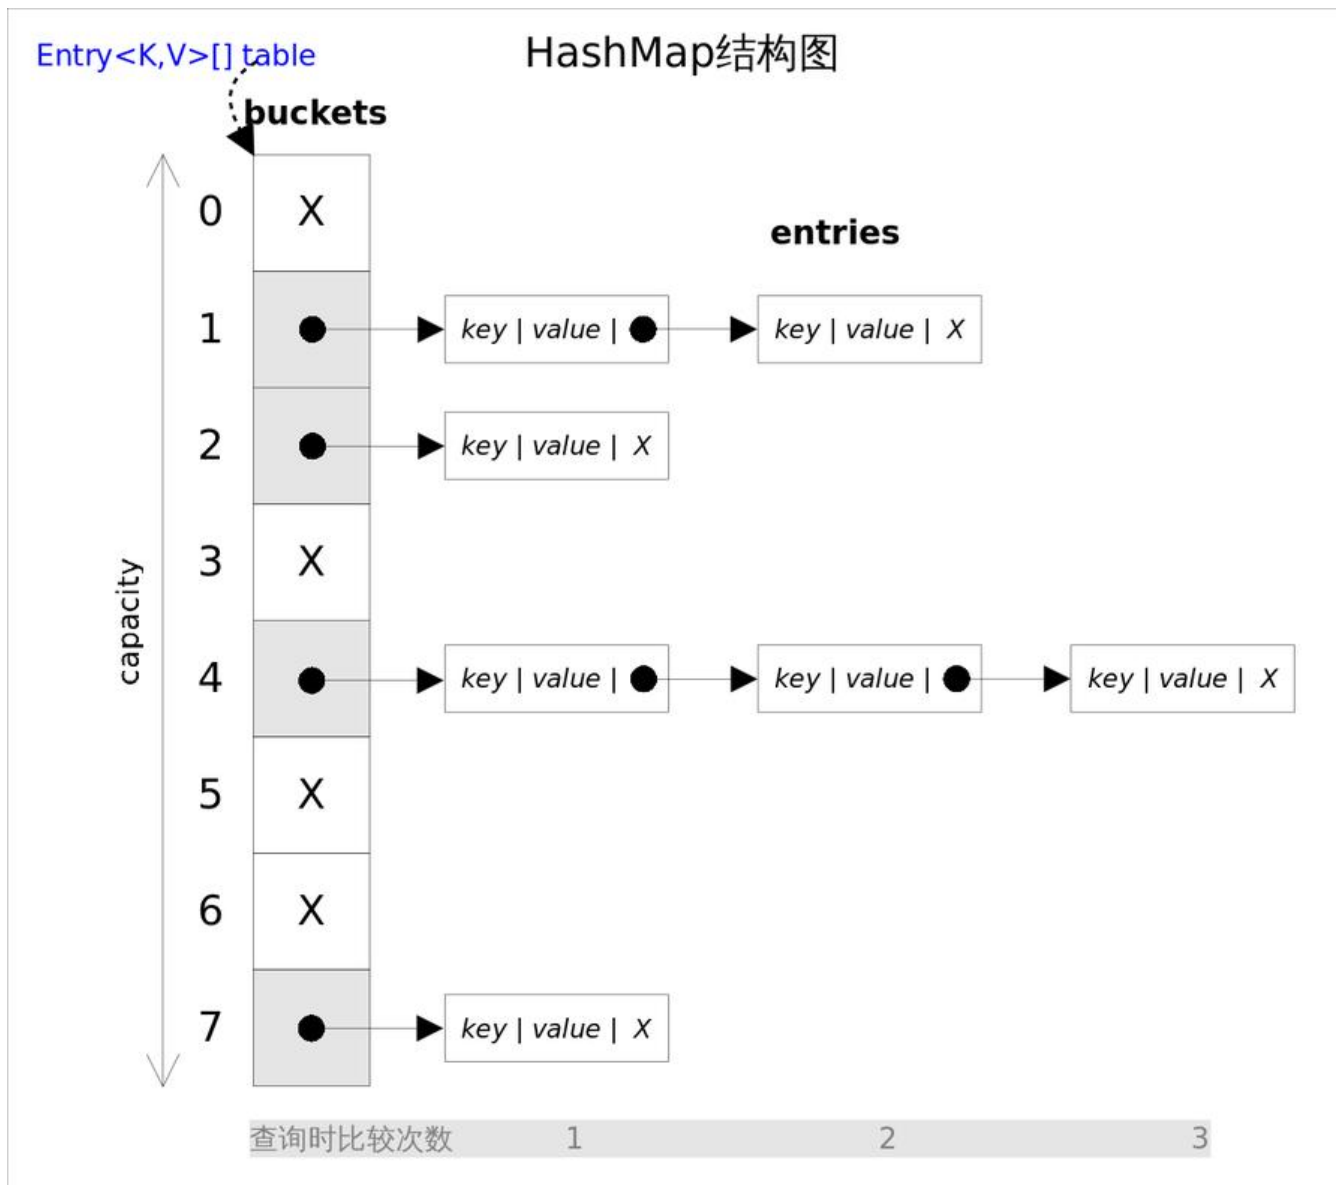 Entry<K,V>[] table
HashMap结构图
buckets
entries
capacity
0 X
1 key | value | key | value | X
2 key | value | X
3 X
4 key | value | key | value | key | value | X
5 X
6 X
7 key | value | X
查询时比较次数 1 2 3